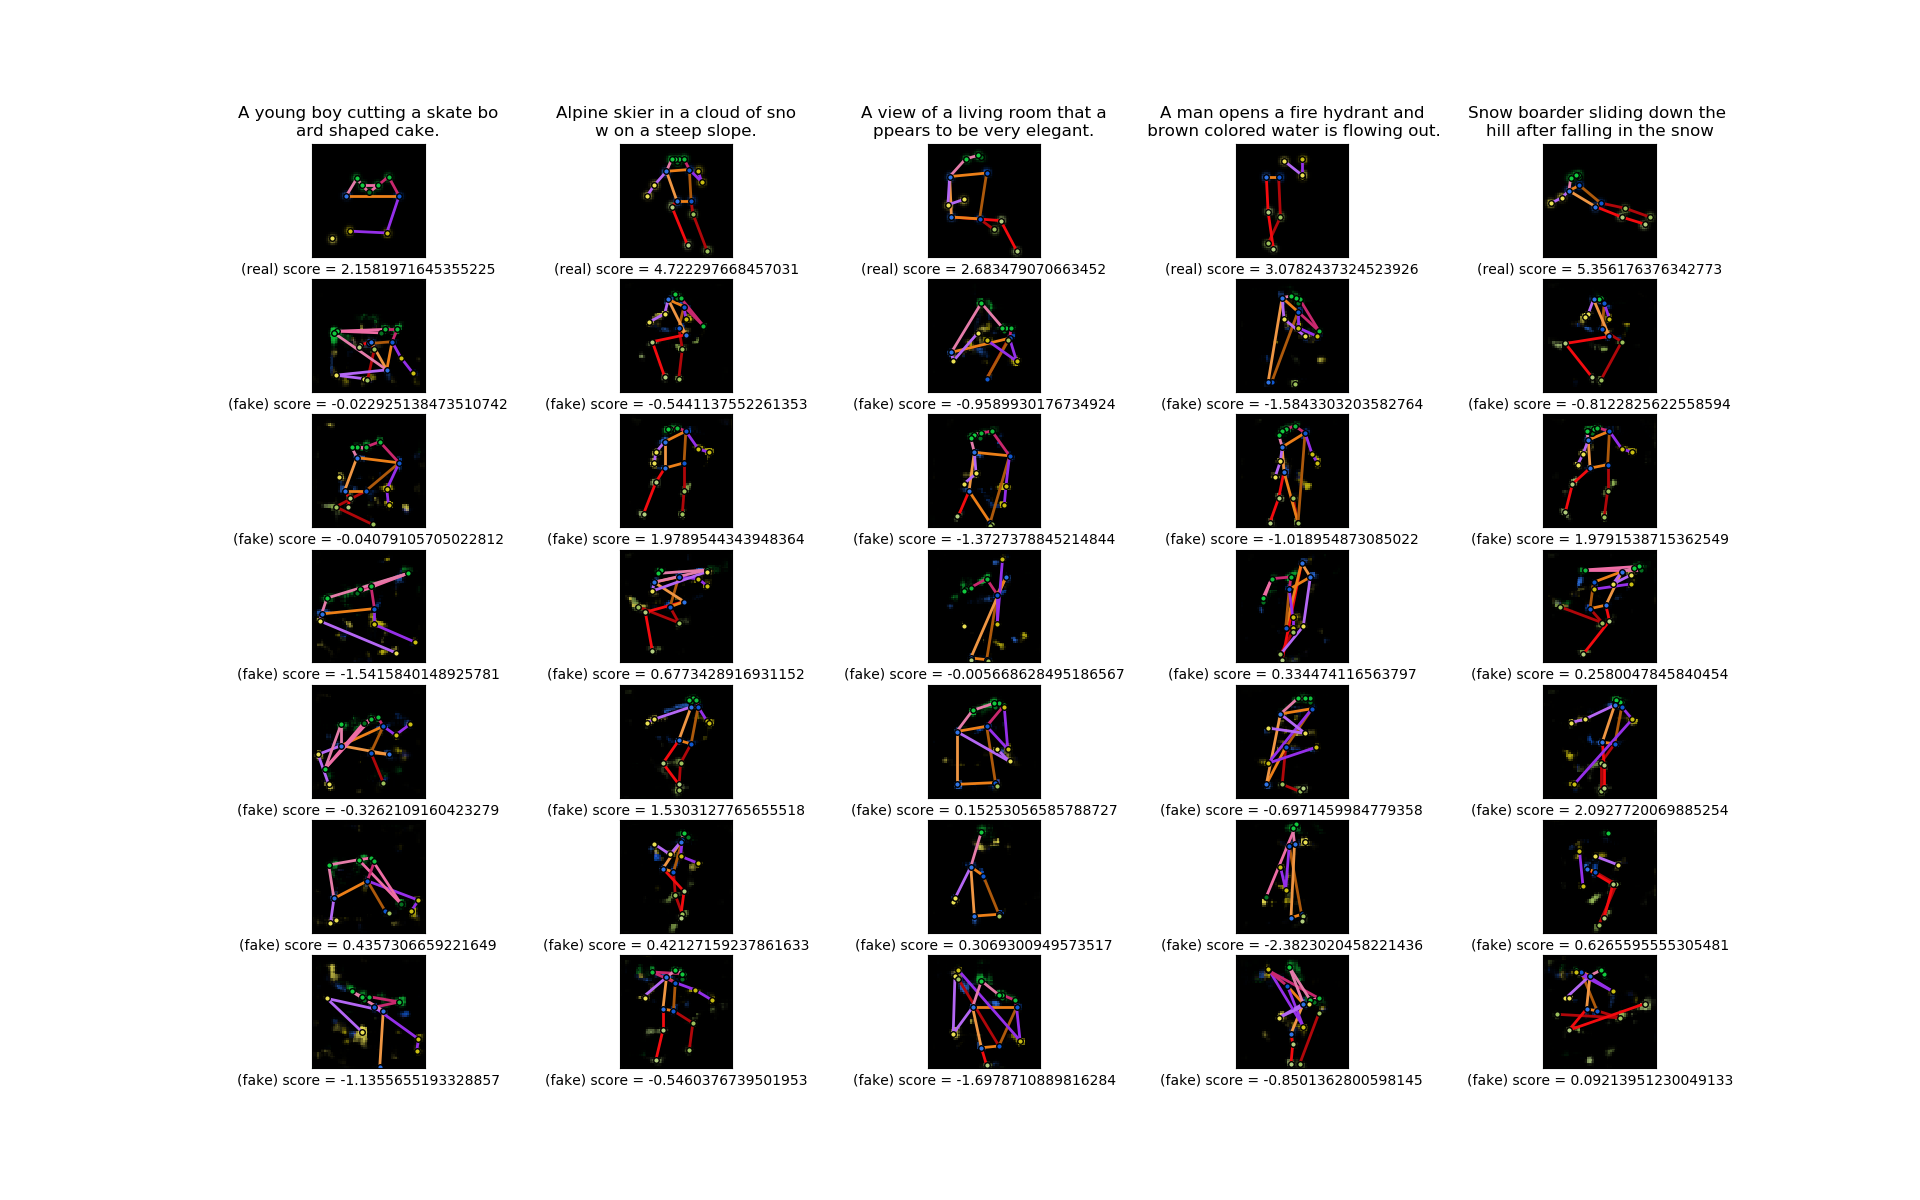 A young boy cutting a skate bo
ard shaped cake.
Alpine skier in a cloud of sno
w on a steep slope.
A view of a living room that a
ppears to be very elegant.
A man opens a fire hydrant and
brown colored water is flowing out.
Snow boarder sliding down the
hill after falling in the snow
(real) score = 2.1581971645355225
(real) score = 4.722297668457031
(real) score = 2.683479070663452
(real) score = 3.0782437324523926
(real) score = 5.356176376342773
(fake) score = -0.022925138473510742
(fake) score = -0.5441137552261353
(fake) score = -0.9589930176734924
(fake) score = -1.5843303203582764
(fake) score = -0.8122825622558594
(fake) score = -0.04079105705022812
(fake) score = 1.9789544343948364
(fake) score = -1.3727378845214844
(fake) score = -1.018954873085022
(fake) score = 1.9791538715362549
(fake) score = -1.5415840148925781
(fake) score = 0.6773428916931152
(fake) score = -0.005668628495186567
(fake) score = 0.334474116563797
(fake) score = 0.2580047845840454
(fake) score = -0.3262109160423279
(fake) score = 1.5303127765655518
(fake) score = 0.15253056585788727
(fake) score = -0.6971459984779358
(fake) score = 2.0927720069885254
(fake) score = 0.4357306659221649
(fake) score = 0.42127159237861633
(fake) score = 0.3069300949573517
(fake) score = -2.3823020458221436
(fake) score = 0.6265595555305481
(fake) score = -1.1355655193328857
(fake) score = -0.5460376739501953
(fake) score = -1.6978710889816284
(fake) score = -0.8501362800598145
(fake) score = 0.09213951230049133